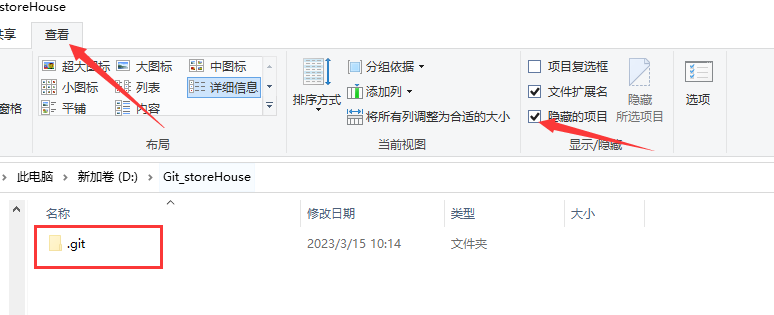 storeHouse
共享 查看
超大图标 大图标 中图标
小图标 列表 详细信息
平铺 内容
窗格
布局
排序方式
分组依据
添加列
将所有列调整为合适的大小
当前视图
项目复选框
文件扩展名
隐藏的项目
隐藏
所选项目
显示/隐藏
选项
此电脑 > 新加卷 (D:) > Git_storeHouse
名称 修改日期 类型 大小
.git 2023/3/15 10:14 文件夹